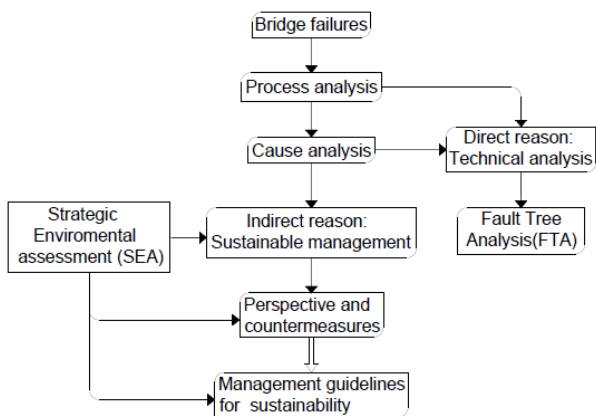 Bridge failures
Process analysis
Cause analysis
Direct reason:
Technical analysis
Strategic
Enviromental
assessment (SEA)
Indirect reason:
Sustainable management
Fault Tree
Analysis(FTA)
Perspective and
countermeasures
Management guidelines
for sustainability